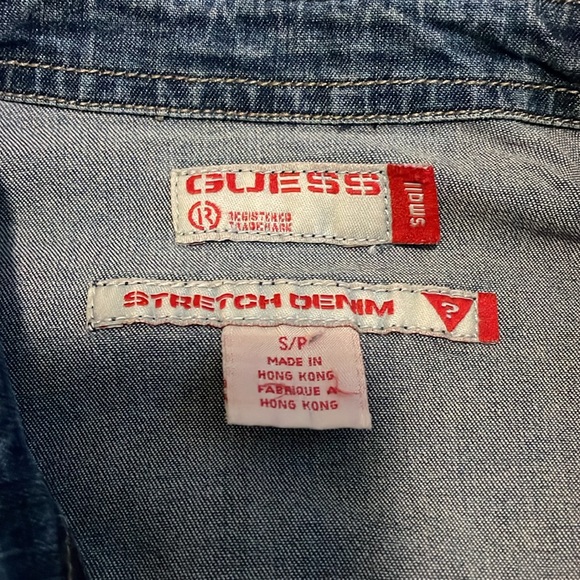 GUESS
small
R REGISTERED
TRADEMARK
STRETCH DENIM ?
S/P
MADE IN
HONG KONG
FABRIQUE A
HONG KONG